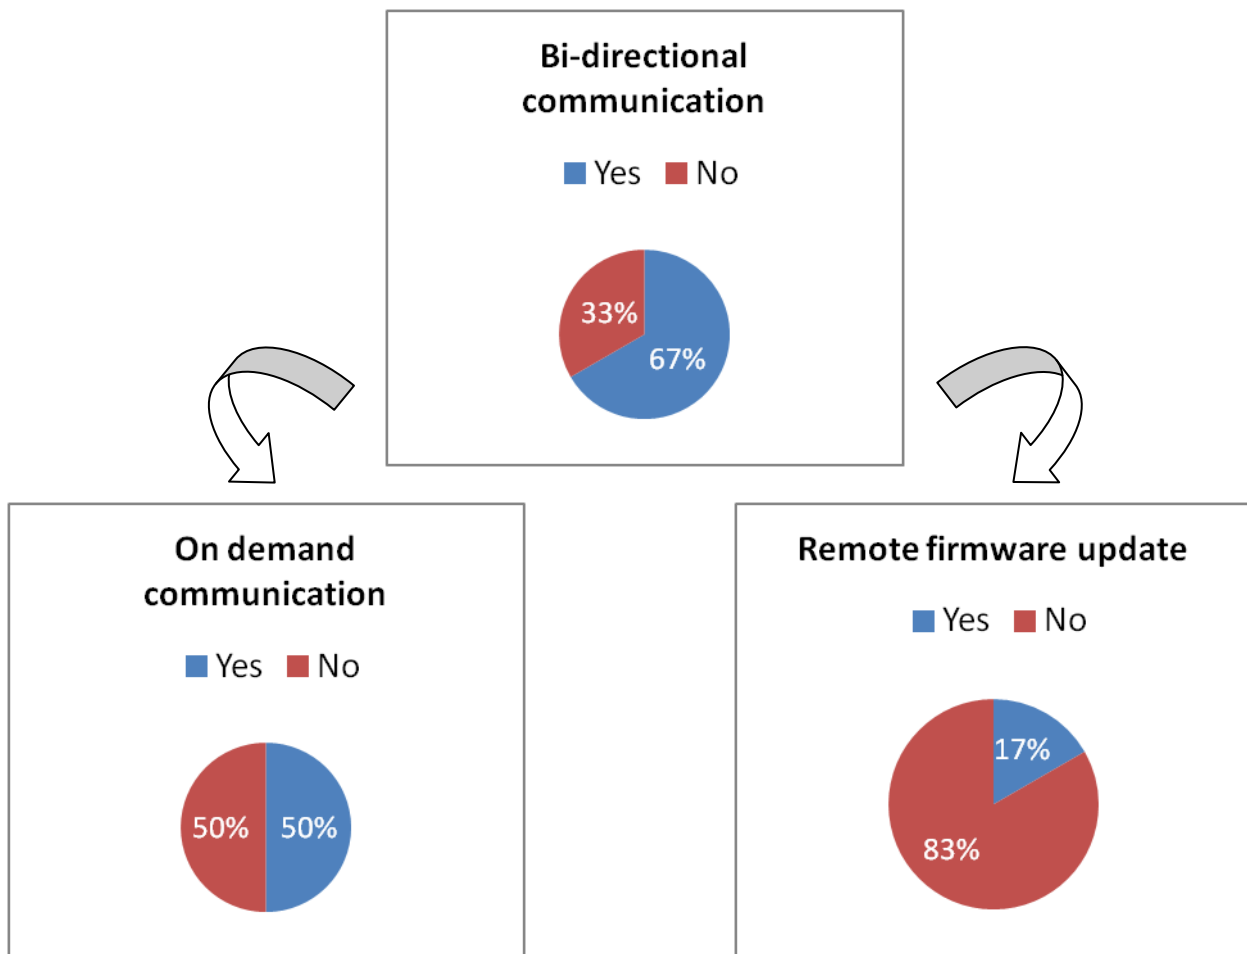 Bi-directional
communication
Yes No
33%
67%
On demand
communication
Yes No
50% 50%
Remote firmware update
Yes No
17%
83%